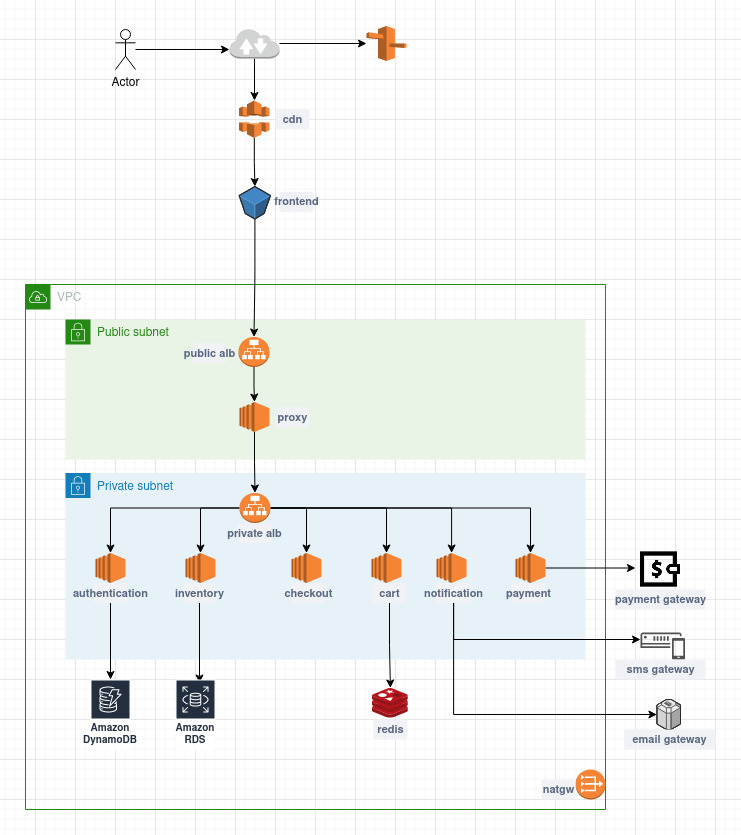 Actor
cdn
frontend
VPC
Public subnet
public alb
proxy
Private subnet
private alb
authentication
inventory
checkout
cart
notification
payment
payment gateway
sms gateway
Amazon
DynamoDB
Amazon
RDS
redis
email gateway
natgw